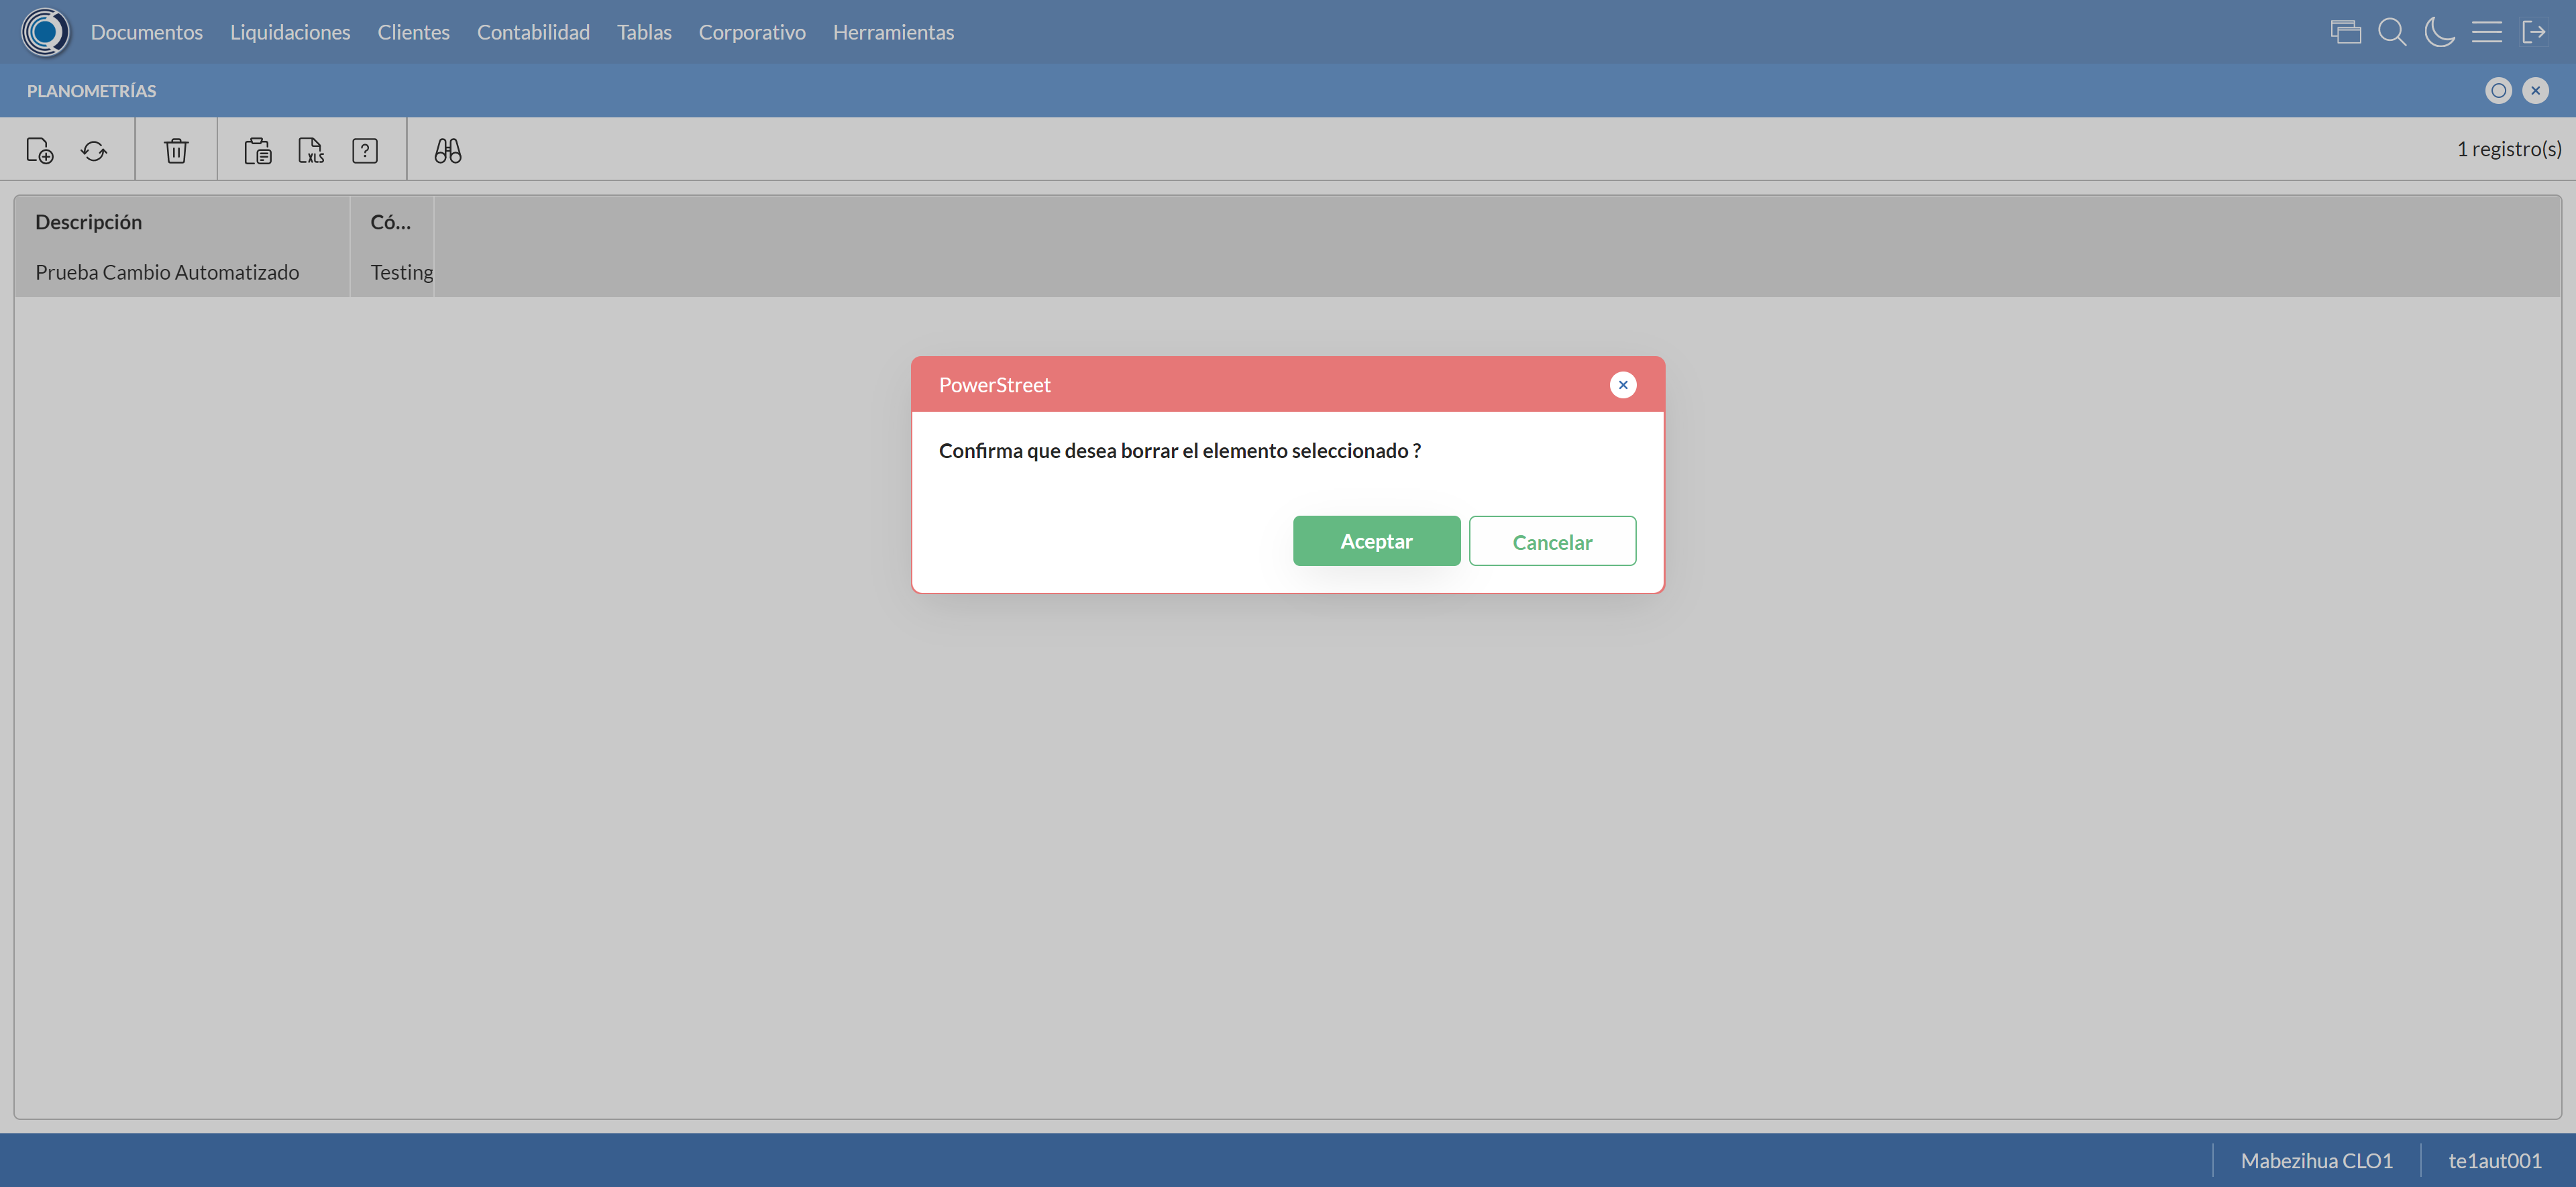 Documentos Liquidaciones Clientes Contabilidad Tablas Corporativo Herramientas
PLANOMETRÍAS
XLS ? 1 registro(s)
Descripción Có...
Prueba Cambio Automatizado Testing
PowerStreet
Confirma que desea borrar el elemento seleccionado ?
Aceptar Cancelar
Mabezihua CLO1 te1aut001